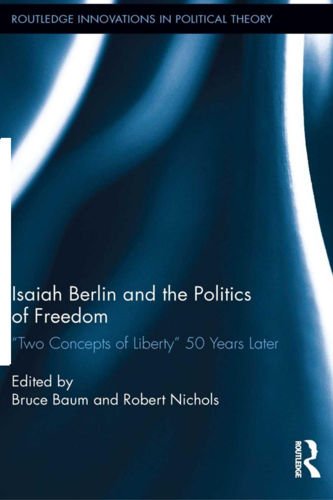 ROUTLEDGE INNOVATIONS IN POLITICAL THEORY
Isaiah Berlin and the Politics
of Freedom
"Two Concepts of Liberty" 50 Years Later
Edited by
Bruce Baum and Robert Nichols
ROUTLEDGE